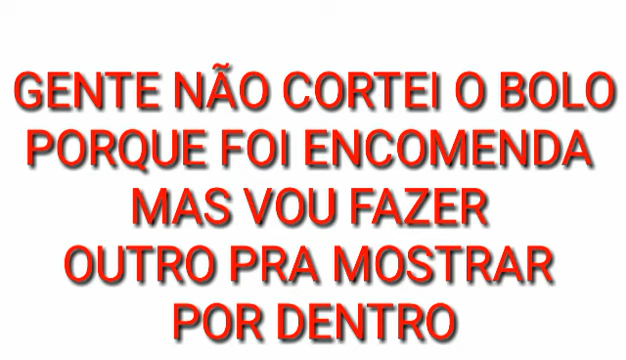 GENTE NÃO CORTEI O BOLO
PORQUE FOI ENCOMENDA
MAS VOU FAZER
OUTRO PRA MOSTRAR
POR DENTRO